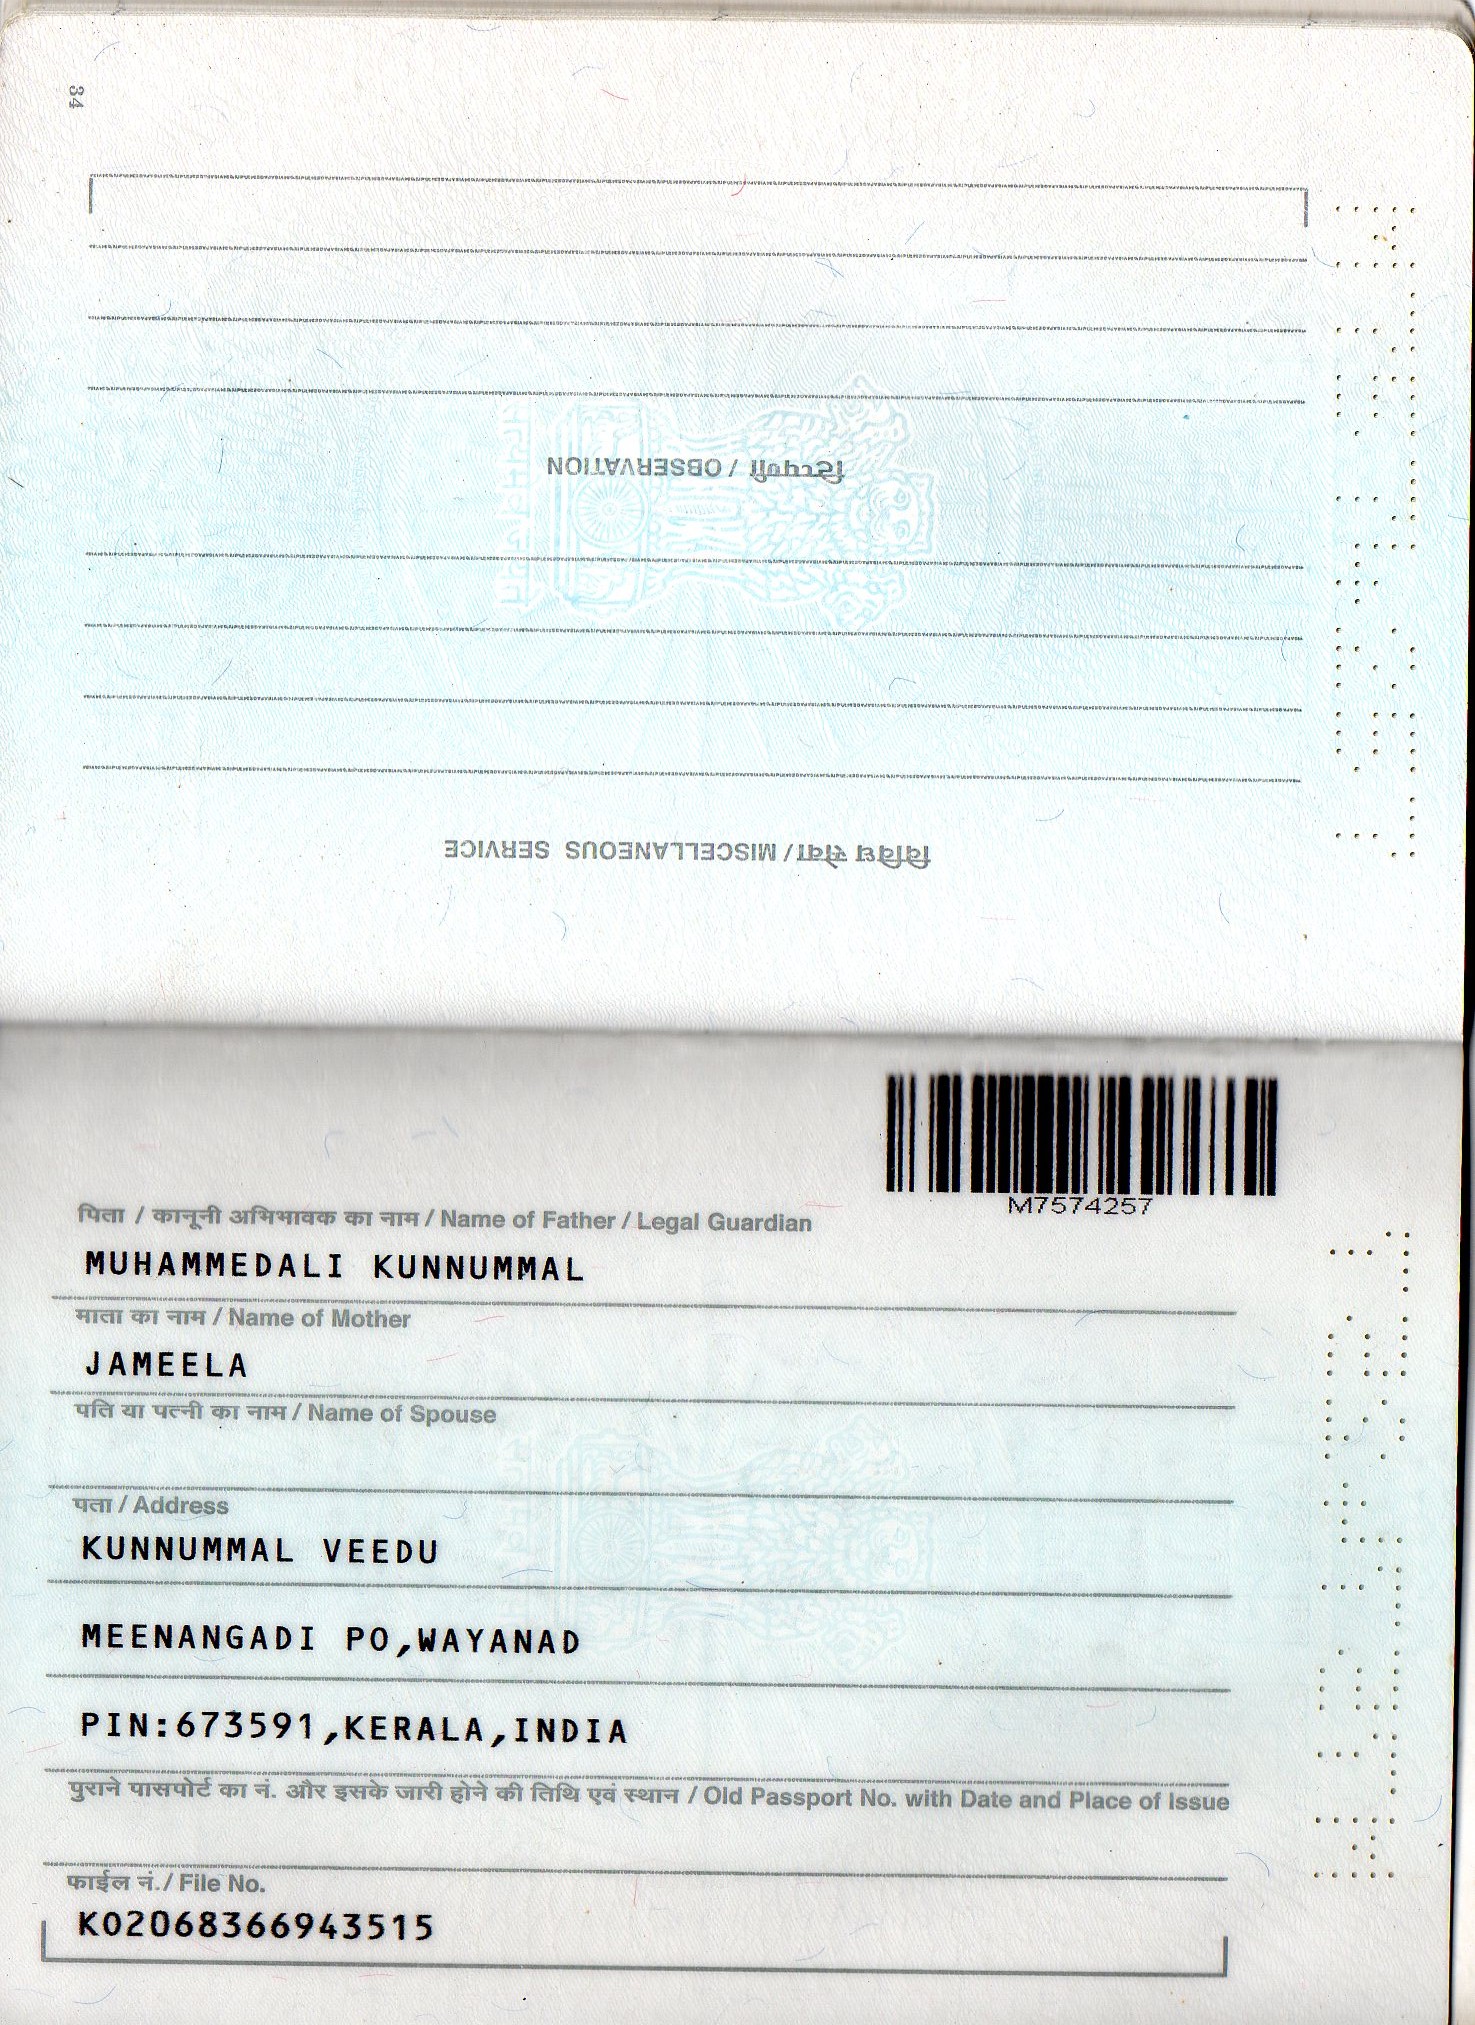 34
टिप्पणी / OBSERVATION
विविध सेवा / MISCELLANEOUS SERVICE
M7574257
पिता / कानूनी अभिभावक का नाम / Name of Father / Legal Guardian
MUHAMMEDALI KUNNUMMAL
माता का नाम / Name of Mother
JAMEELA
पति या पत्नी का नाम / Name of Spouse
पता / Address
KUNNUMMAL VEEDU
MEENANGADI PO,WAYANAD
PIN:673591,KERALA,INDIA
पुराने पासपोर्ट का नं. और इसके जारी होने की तिथि एवं स्थान / Old Passport No. with Date and Place of Issue
फाईल नं./ File No.
K02068366943515
M7574257